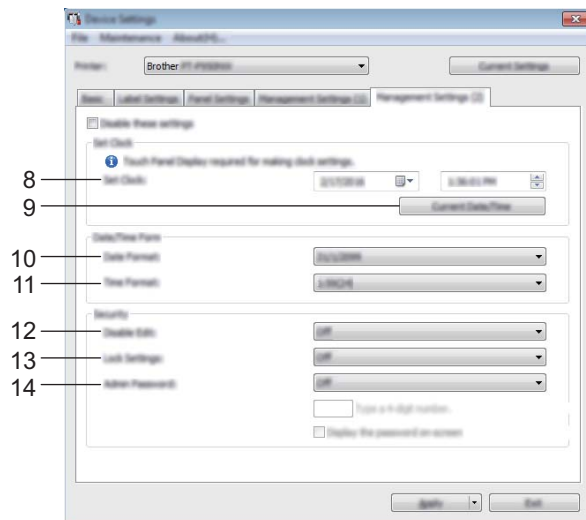 Device Settings
File Maintenance About(H)...
Printer: Brother
Current Settings
Basic Label Settings Panel Settings Management Settings (1) Management Settings (2)
Disable these settings
Set Clock
Touch Panel Display required for making clock settings.
8 Set Clock: 2/17/2016 1:36:01 PM
9 Current Date/Time
Date/Time Form
10 Date Format:
11 Time Format:
Security
12 Disable Edit: Off
13 Lock Settings: Off
14 Admin Password: Off
Type a 4-digit number.
Display the password on screen
Apply Exit